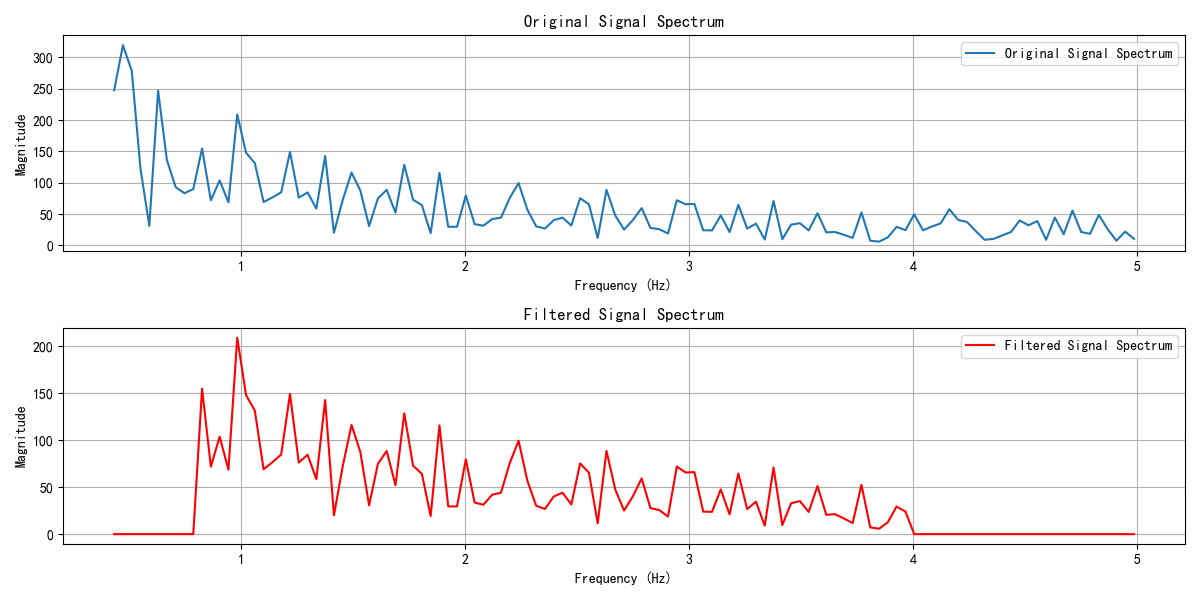 Original Signal Spectrum
Original Signal Spectrum
Magnitude
300
250
200
150
100
50
0
1 2 3 4 5
Frequency (Hz)
Filtered Signal Spectrum
Filtered Signal Spectrum
Magnitude
200
150
100
50
0
1 2 3 4 5
Frequency (Hz)